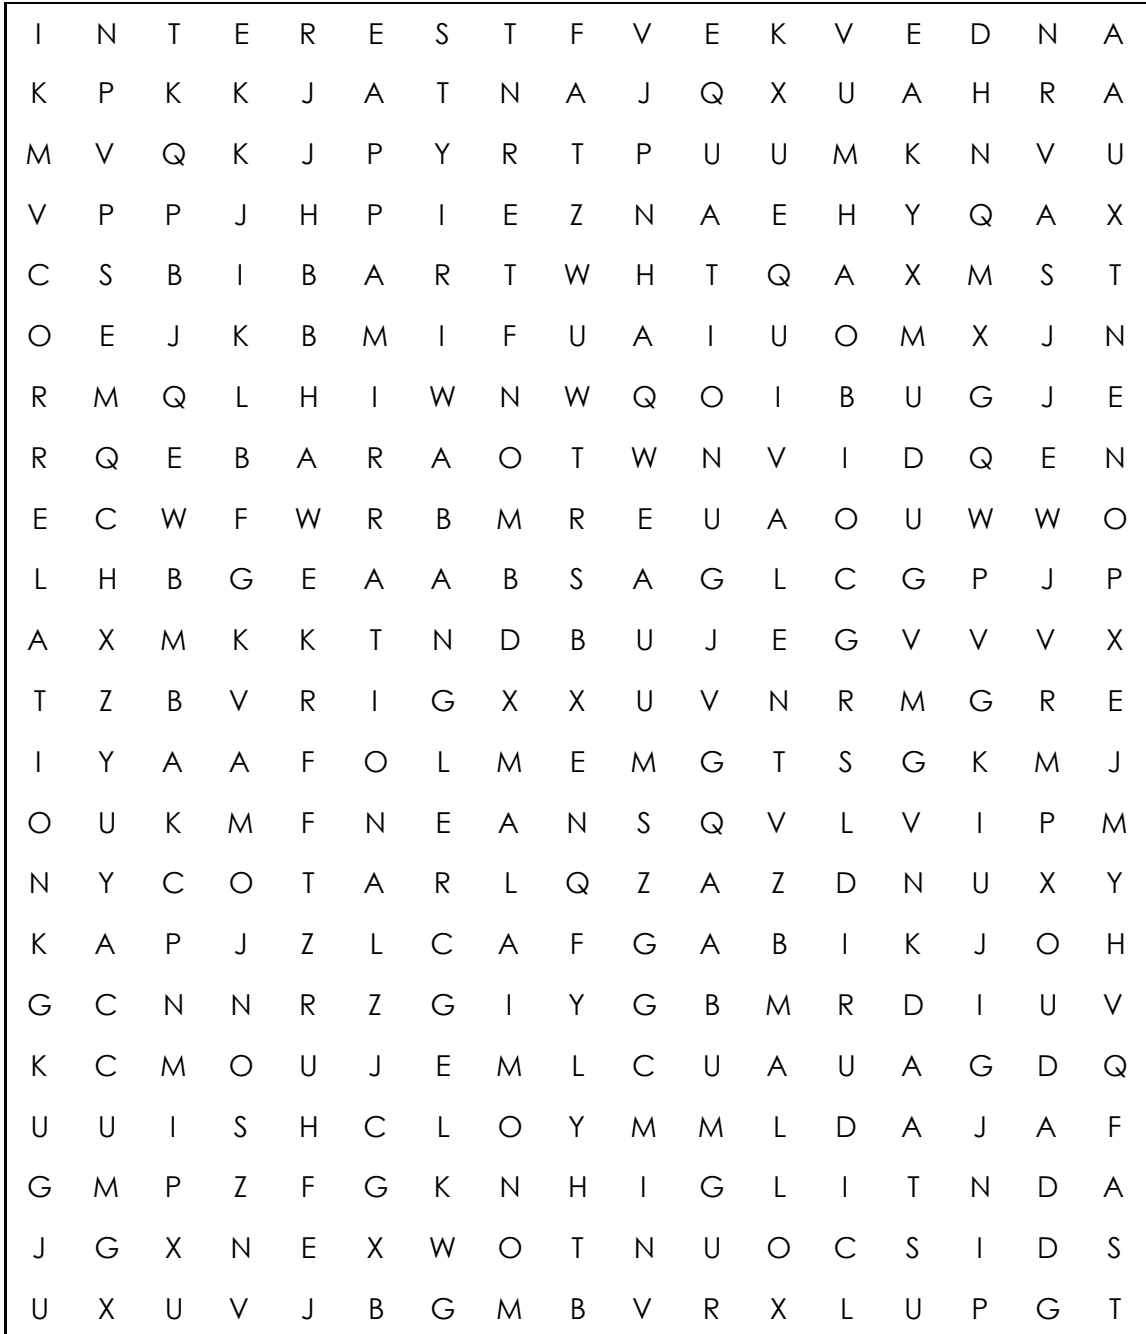 I N T E R E S T F V E K V E D N A
K P K K J A T N A J Q X U A H R A
M V Q K J P Y R T P U U M K N V U
V P P J H P I E Z N A E H Y Q A X
C S B I B A R T W H T Q A X M S T
O E J K B M I F U A I U O M X J N
R M Q L H I W N W Q O I B U G J E
R Q E B A R A O T W N V I D Q E N
E C W F W R B M R E U A O U W W O
L H B G E A A B S A G L C G P J P
A X M K K T N D B U J E G V V V X
T Z B V R I G X X U V N R M G R E
I Y A A F O L M E M G T S G K M J
O U K M F N E A N S Q V L V I P M
N Y C O T A R L Q Z A Z D N U X Y
K A P J Z L C A F G A B I K J O H
G C N N R Z G I Y G B M R D I U V
K C M O U J E M L C U A U A G D Q
U U I S H C L O Y M M L D A J A F
G M P Z F G K N H I G L I T N D A
J G X N E X W O T N U O C S I D S
U X U V J B G M B V R X L U P G T